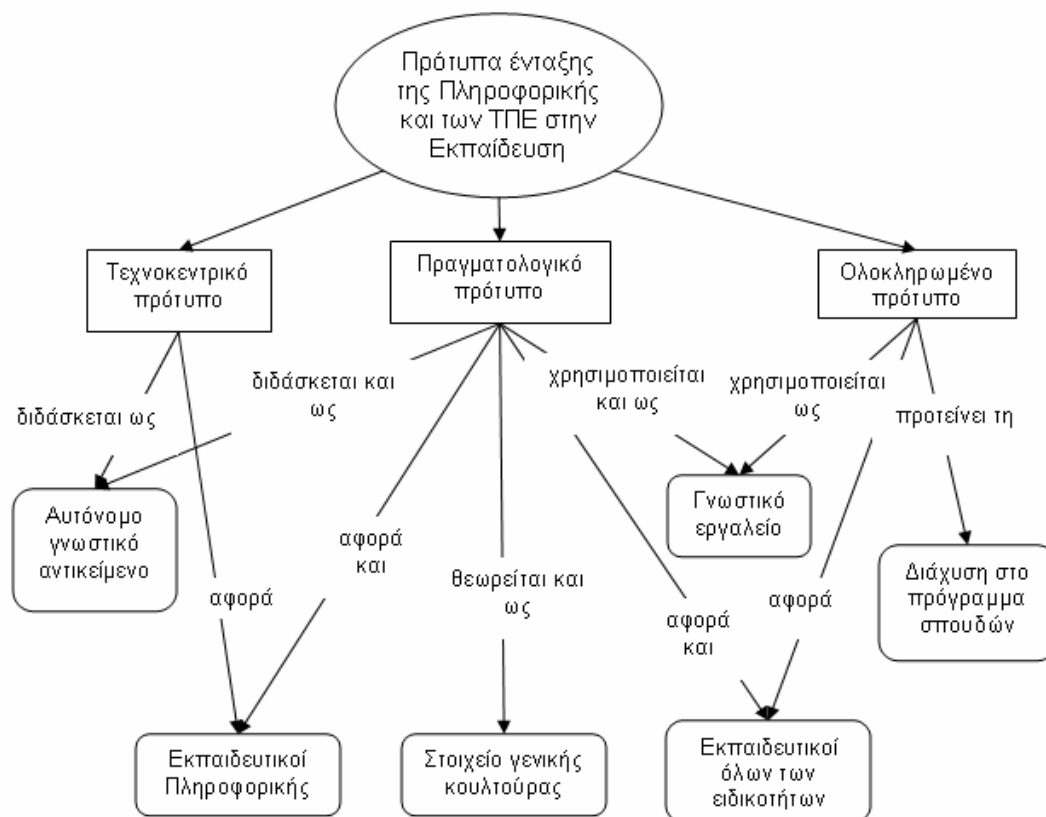 Πρότυπα ένταξης
της Πληροφορικής
και των ΤΠΕ στην
Εκπαίδευση
Τεχνοκεντρικό
πρότυπο
Πραγματολογικό
πρότυπο
Ολοκληρωμένο
πρότυπο
διδάσκεται ως
διδάσκεται και
ως
χρησιμοποιείται
και ως
χρησιμοποιείται
ως
προτείνει τη
Αυτόνομο
γνωστικό
αντικείμενο
Γνωστικό
εργαλείο
Διάχυση στο
πρόγραμμα
σπουδών
αφορά
αφορά
και
θεωρείται και
ως
αφορά
και
αφορά
Εκπαιδευτικοί
Πληροφορικής
Στοιχείο γενικής
κουλτούρας
Εκπαιδευτικοί
όλων των
ειδικοτήτων